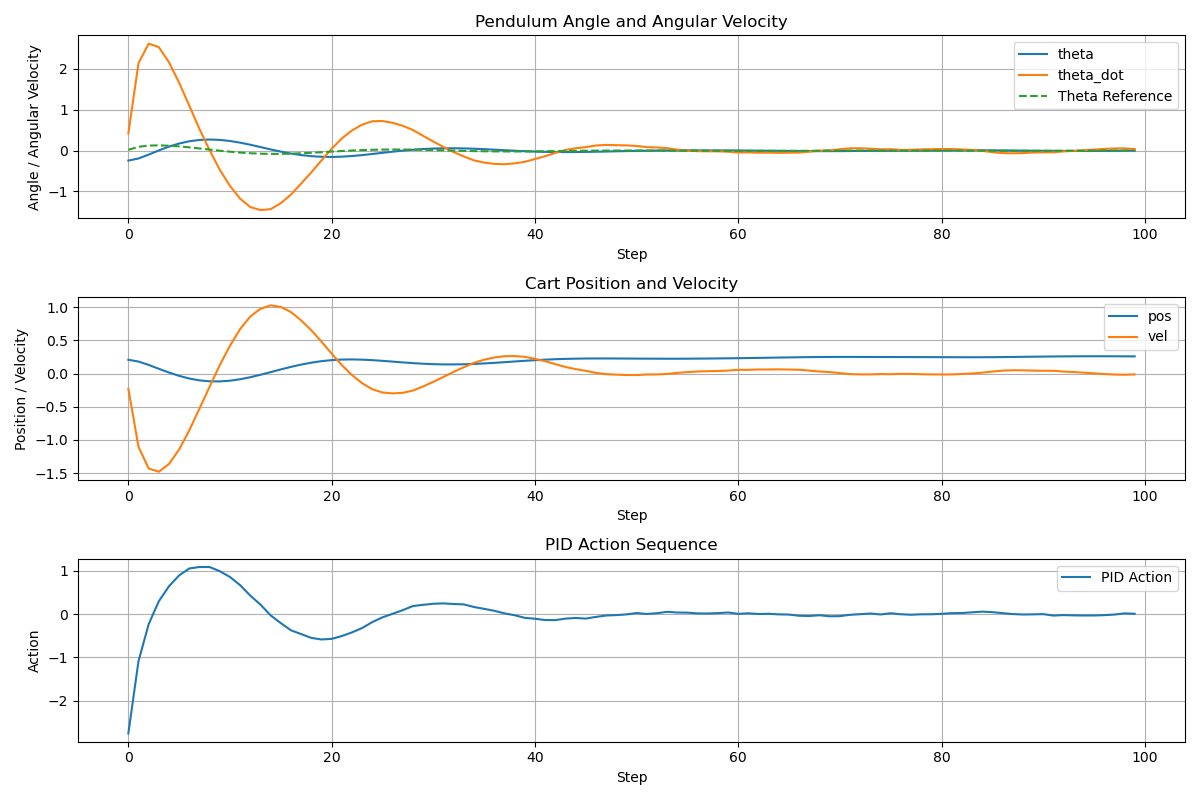 Pendulum Angle and Angular Velocity
Angle / Angular Velocity
2
1
0
−1
theta
theta_dot
Theta Reference
0 20 40 60 80 100
Step
Cart Position and Velocity
Position / Velocity
1.0
0.5
0.0
−0.5
−1.0
−1.5
pos
vel
0 20 40 60 80 100
Step
PID Action Sequence
Action
1
0
−1
−2
PID Action
0 20 40 60 80 100
Step